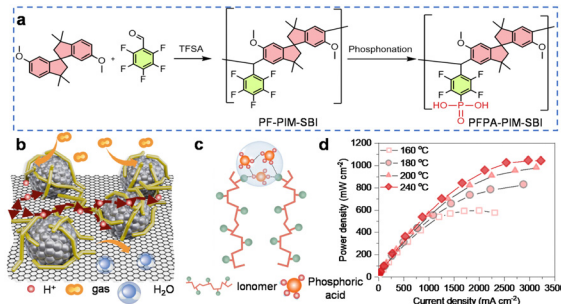 a
O
O
+
O
F
F
F
F
F
TFSA
O
O
F
F
F
F
F
PF-PIM-SBI
Phosphonation
O
O
F
F
F
F
HO
P
OH
O
PFPA-PIM-SBI
b
H⁺
gas
H₂O
c
Ionomer
Phosphoric
acid
d
Power density (mW cm⁻²)
1200
1000
800
600
400
200
0
160 ℃
180 ℃
200 ℃
240 ℃
500 1000 1500 2000 2500 3000 3500
Current density (mA cm⁻²)